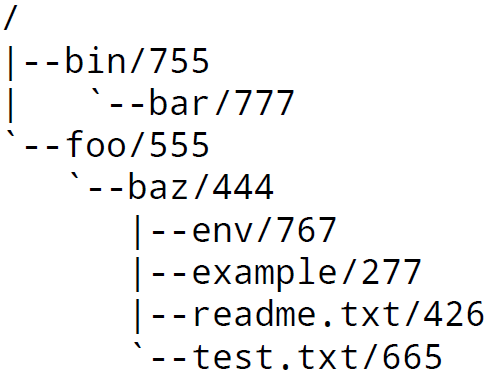 /
|--bin/755
|   `--bar/777
`--foo/555
   `--baz/444
      |--env/767
      |--example/277
      |--readme.txt/426
      `--test.txt/665